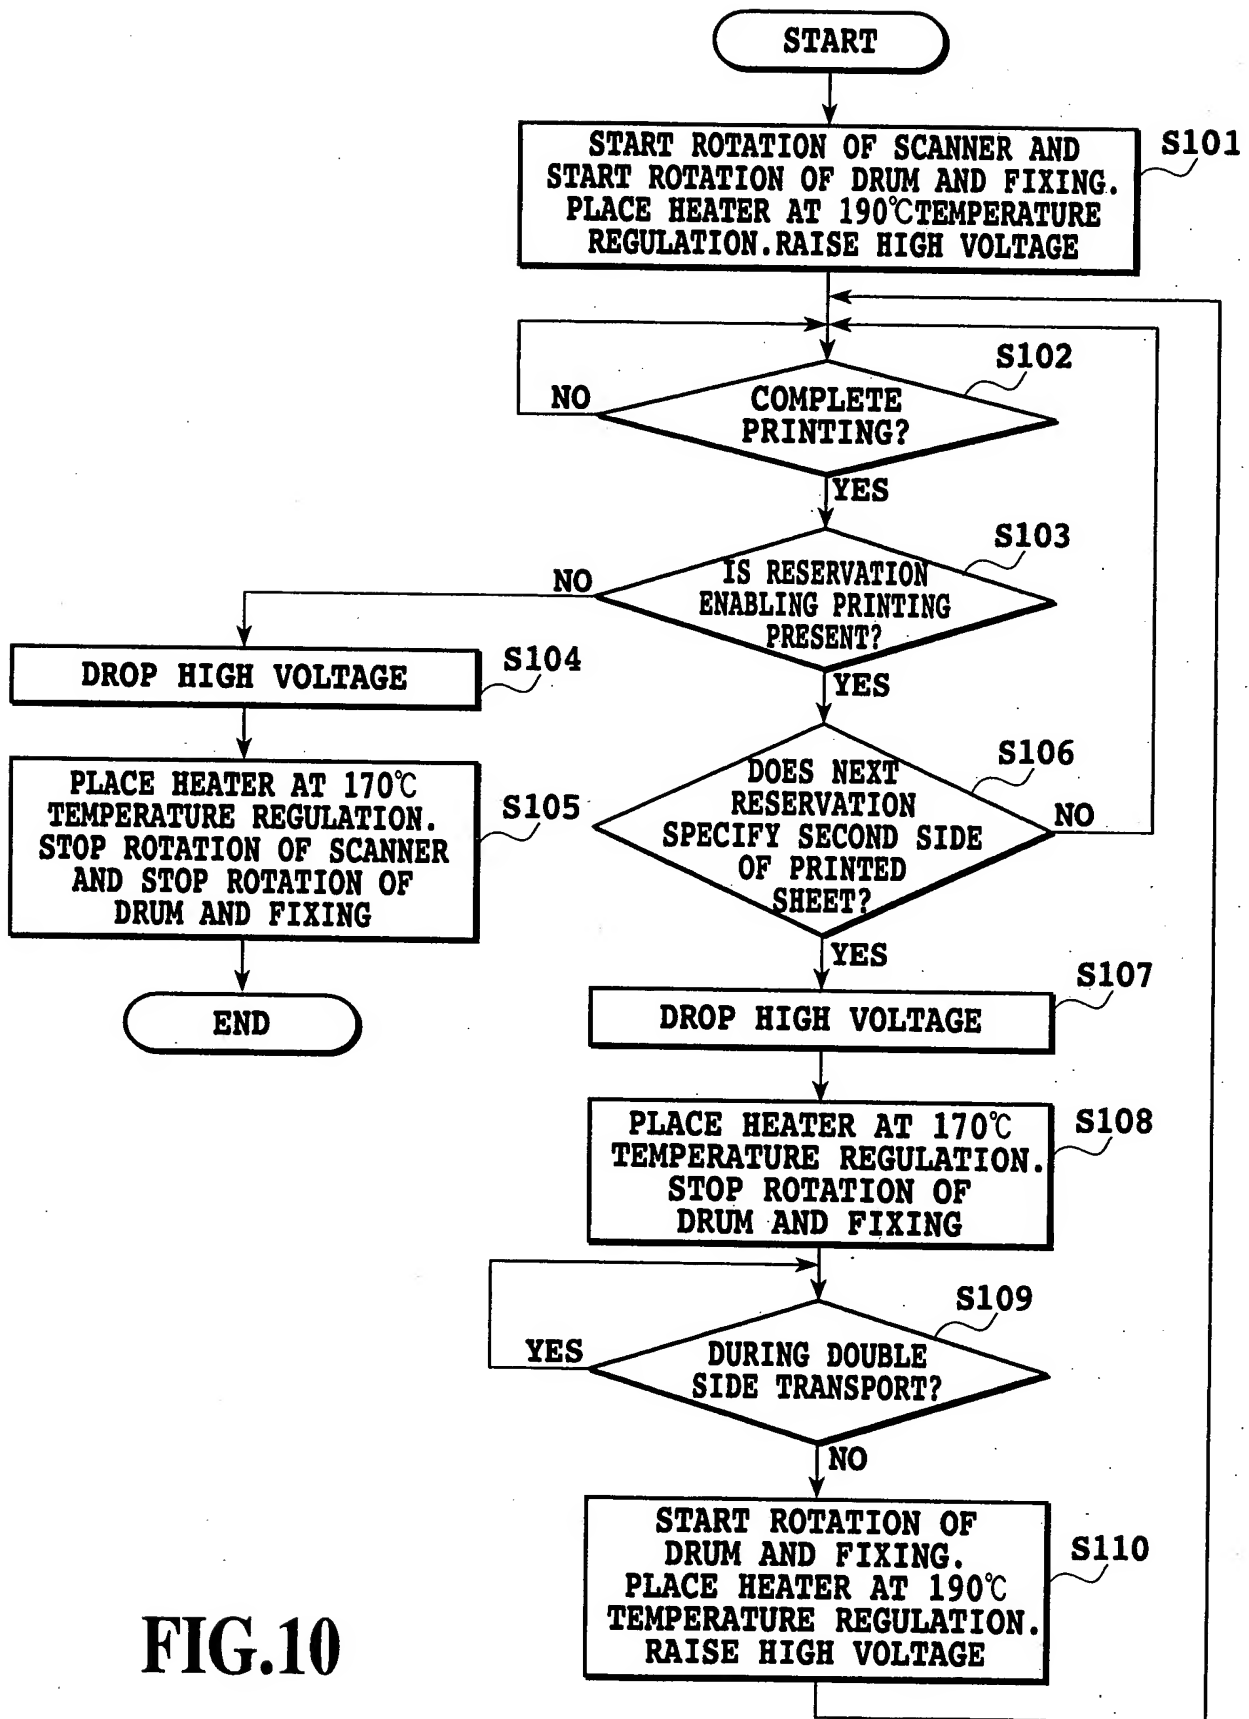 START
START ROTATION OF SCANNER AND
START ROTATION OF DRUM AND FIXING.
PLACE HEATER AT 190℃ TEMPERATURE
REGULATION. RAISE HIGH VOLTAGE
S101
S102
NO
COMPLETE
PRINTING?
YES
S103
NO
IS RESERVATION
ENABLING PRINTING
PRESENT?
YES
DROP HIGH VOLTAGE
S104
PLACE HEATER AT 170℃
TEMPERATURE REGULATION.
STOP ROTATION OF SCANNER
AND STOP ROTATION OF
DRUM AND FIXING
S105
END
S106
DOES NEXT
RESERVATION
SPECIFY SECOND SIDE
OF PRINTED
SHEET?
NO
YES
S107
DROP HIGH VOLTAGE
PLACE HEATER AT 170℃
TEMPERATURE REGULATION.
STOP ROTATION OF
DRUM AND FIXING
S108
S109
YES
DURING DOUBLE
SIDE TRANSPORT?
NO
START ROTATION OF
DRUM AND FIXING.
PLACE HEATER AT 190℃
TEMPERATURE REGULATION.
RAISE HIGH VOLTAGE
S110
FIG.10